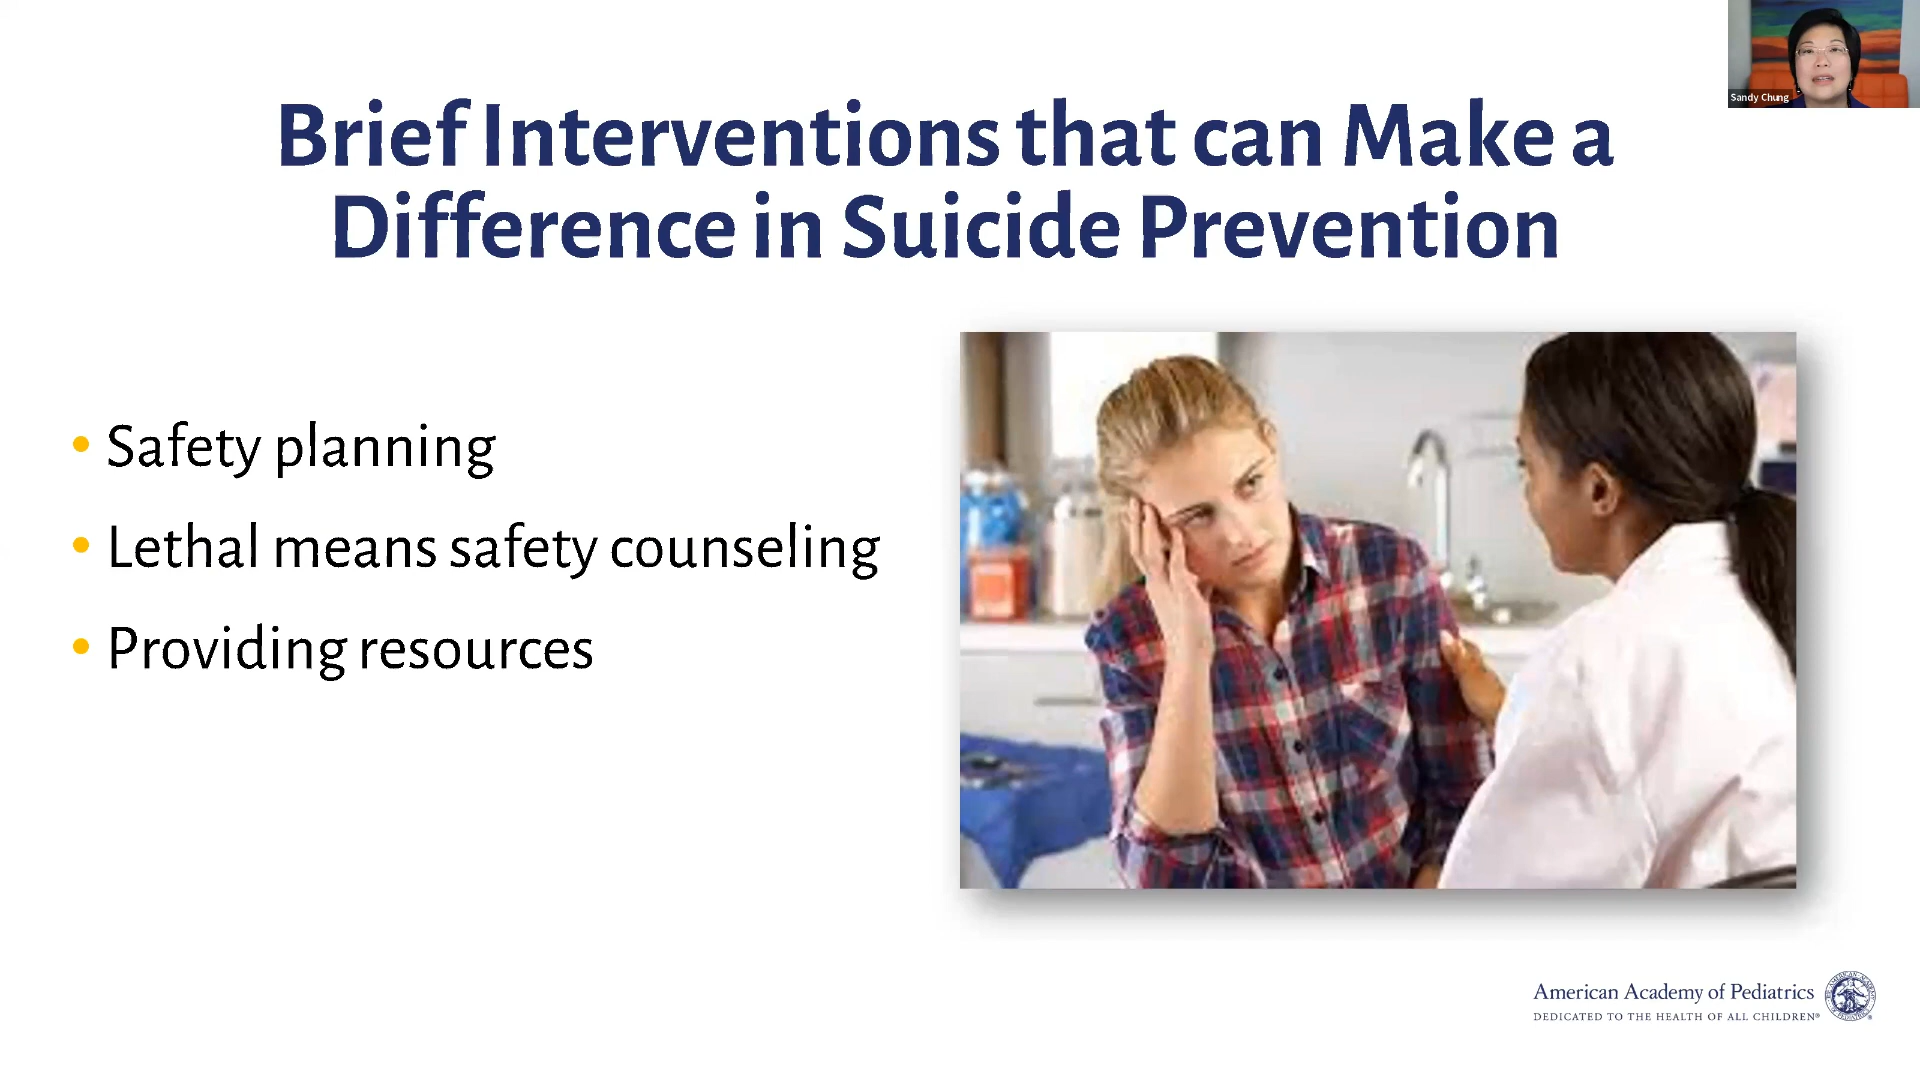 Sandy Chung
Brief Interventions that can Make a
Difference in Suicide Prevention
• Safety planning
• Lethal means safety counseling
• Providing resources
American Academy of Pediatrics
DEDICATED TO THE HEALTH OF ALL CHILDREN®